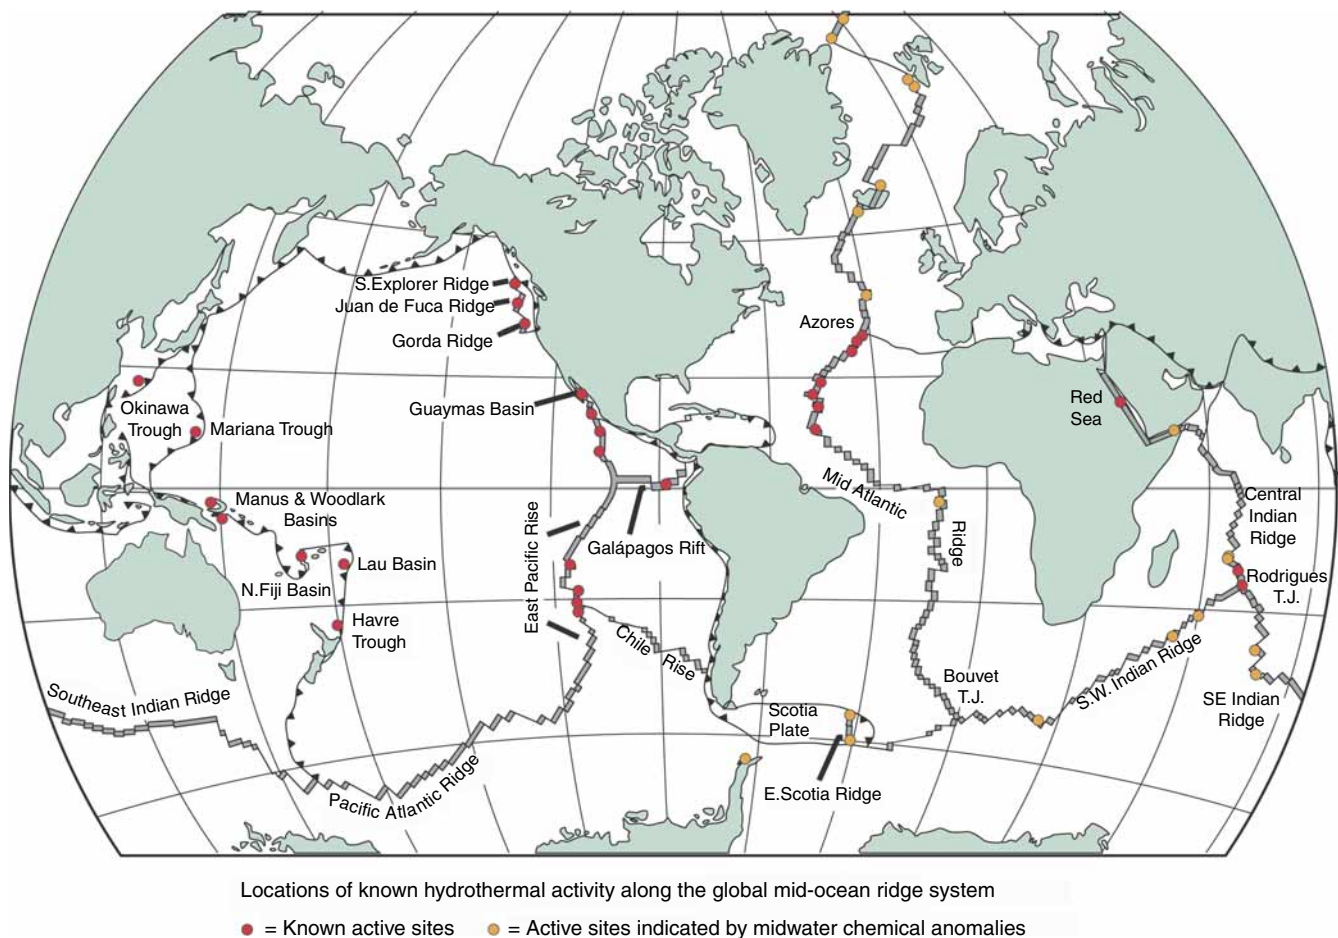 S.Explorer Ridge
Juan de Fuca Ridge
Gorda Ridge
Azores
Guaymas Basin
Okinawa
Trough
Mariana Trough
Red
Sea
Manus & Woodlark
Basins
Mid Atlantic
Ridge
Central
Indian
Ridge
East Pacific Rise
Galápagos Rift
N.Fiji Basin
Lau Basin
Rodrigues
T.J.
Havre
Trough
Chile Rise
Southeast Indian Ridge
Bouvet
T.J.
S.W. Indian Ridge
SE Indian
Ridge
Scotia
Plate
Pacific Atlantic Ridge
E.Scotia Ridge
Locations of known hydrothermal activity along the global mid-ocean ridge system
= Known active sites
= Active sites indicated by midwater chemical anomalies